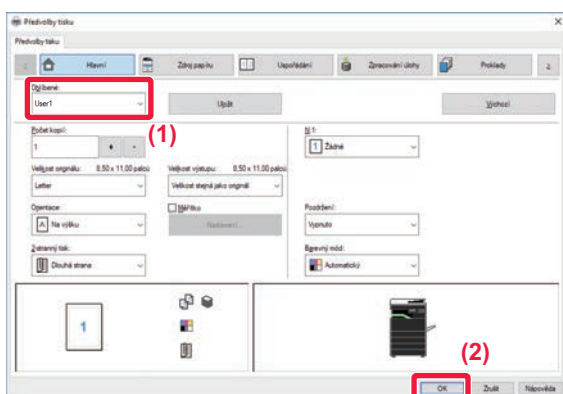 Předvolby tisku
Předvolby tisku
Hlavní
Zdroj papíru
Uspořádání
Zpracování úlohy
Proklady
Oblíbené:
User1
Uložit
Výchozí
(1)
Počet kopií:
1
+ -
N-1:
1 Žádné
Velikost originálu: 8,50 x 11,00 palců
Velikost výstupu: 8,50 x 11,00 palců
Letter
Velikost stejná jako originál
Orientace:
Měřítko
Pozdržení:
A Na výšku
Nastavení...
Vypnuto
2stranný tisk:
Barevný mód:
Dlouhá strana
Automatický
1
(2)
OK
Zrušit
Nápověda